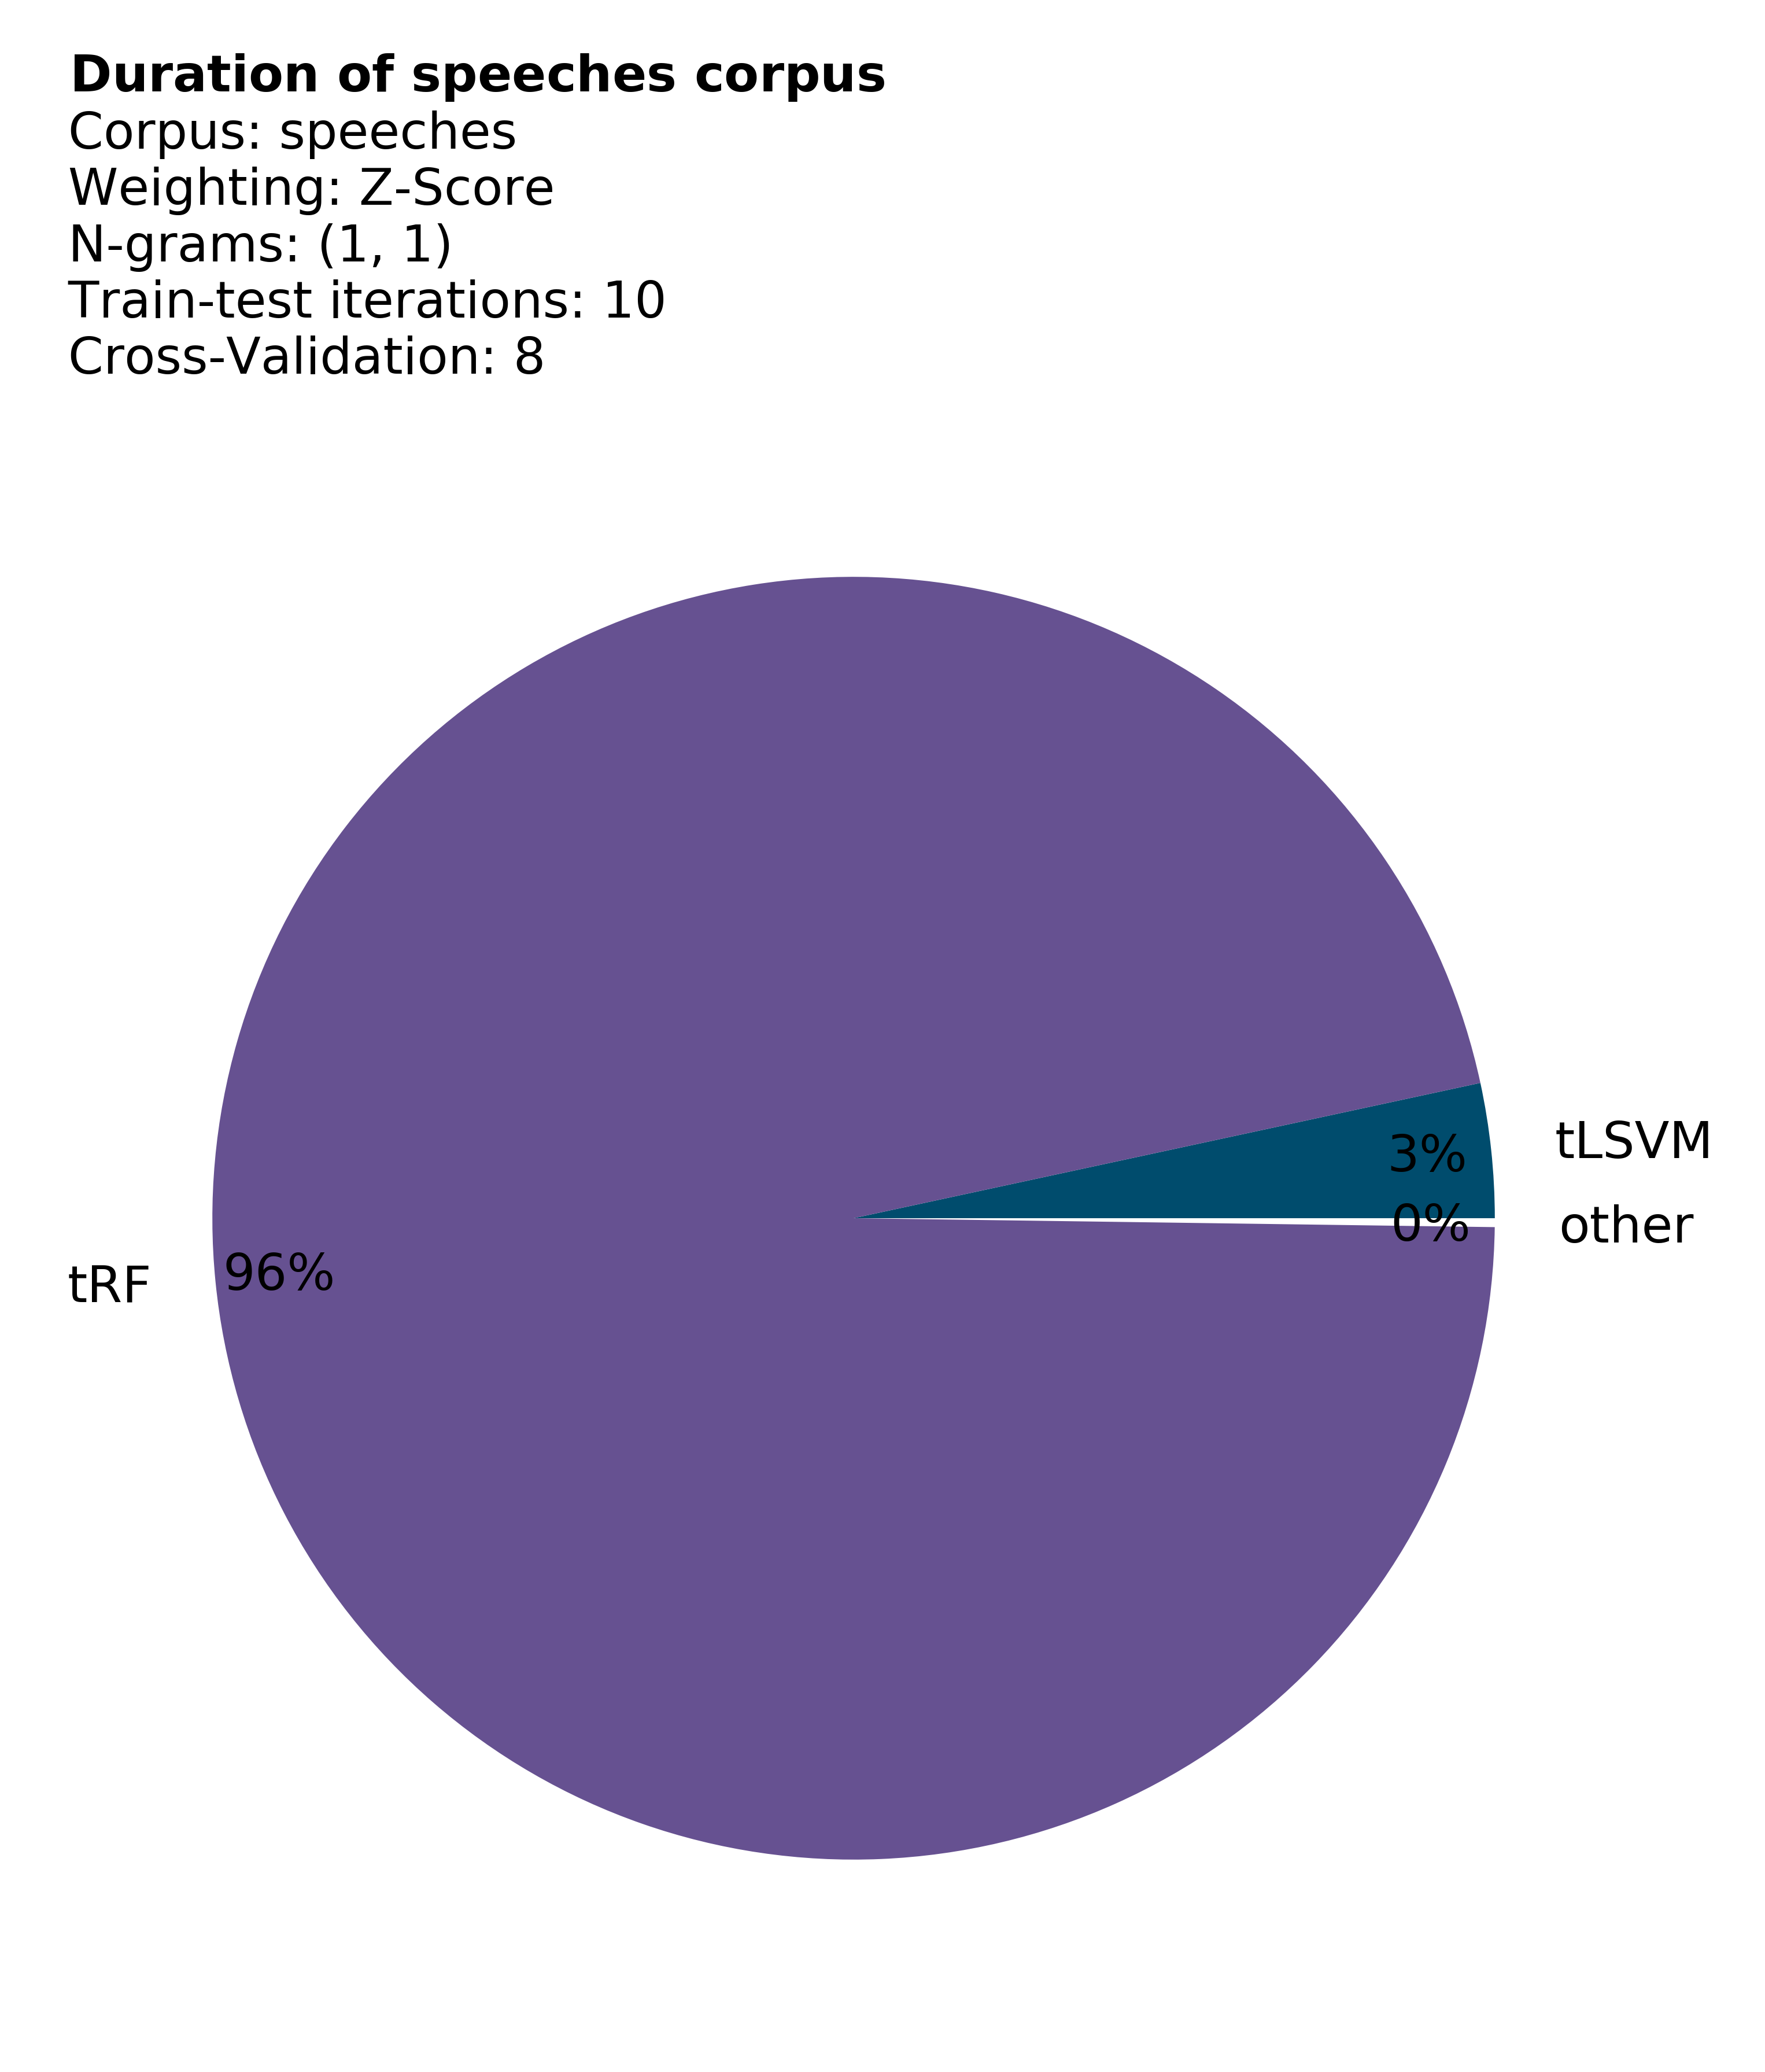 Duration of speeches corpus
Corpus: speeches
Weighting: Z-Score
N-grams: (1, 1)
Train-test iterations: 10
Cross-Validation: 8
3%
tLSVM
0%
other
tRF
96%